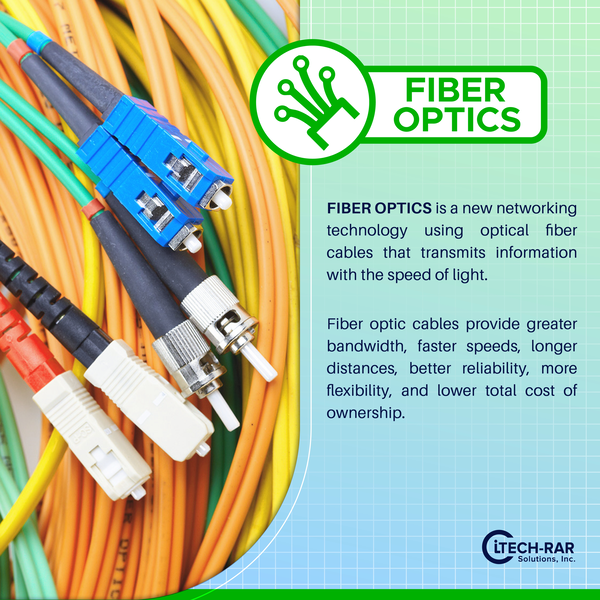 FIBER
OPTICS
FIBER OPTICS is a new networking
technology using optical fiber
cables that transmits information
with the speed of light.
Fiber optic cables provide greater
bandwidth, faster speeds, longer
distances, better reliability, more
flexibility, and lower total cost of
ownership.
iTECH-RAR
Solutions, Inc.